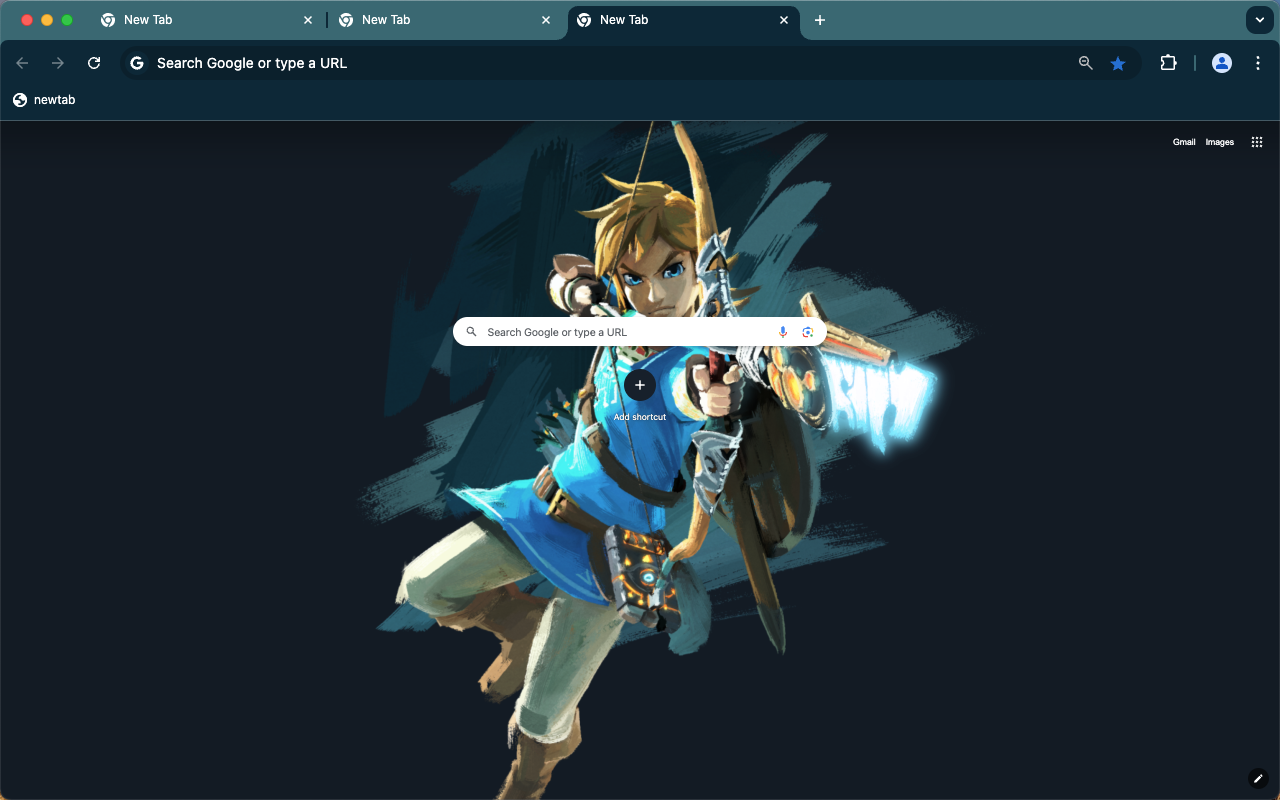 New Tab
New Tab
New Tab
Search Google or type a URL
newtab
Gmail Images
Search Google or type a URL
Add shortcut